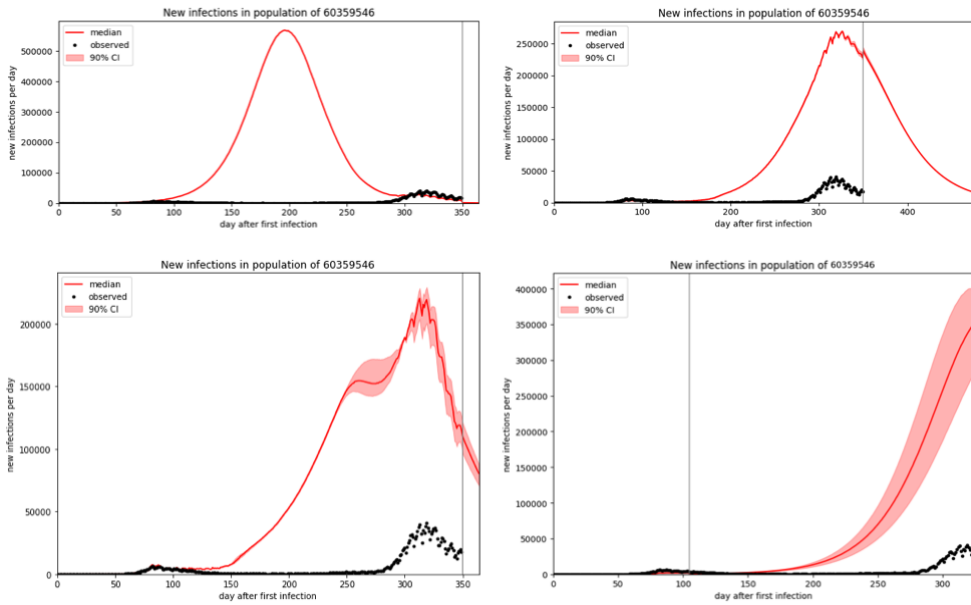 New infections in population of 60359546
median
observed
90% CI
new infections per day
500000
400000
300000
200000
100000
0
0 50 100 150 200 250 300 350
day after first infection
New infections in population of 60359546
median
observed
90% CI
new infections per day
250000
200000
150000
100000
50000
0
0 100 200 300 400
day after first infection
New infections in population of 60359546
median
observed
90% CI
new infections per day
200000
150000
100000
50000
0
0 50 100 150 200 250 300 350
day after first infection
New infections in population of 60359546
median
observed
90% CI
new infections per day
400000
350000
300000
250000
200000
150000
100000
50000
0
0 50 100 150 200 250 300
day after first infection